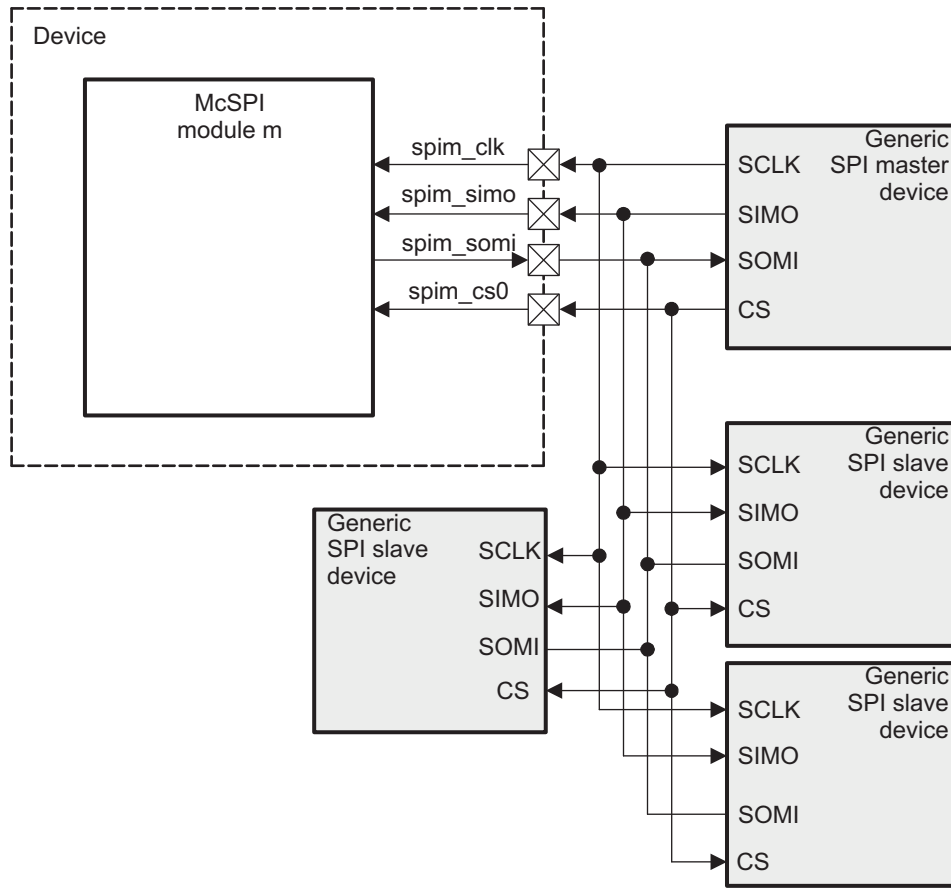 Device
McSPI
module m
spim_clk
spim_simo
spim_somi
spim_cs0
Generic
SPI master
device
SCLK
SIMO
SOMI
CS
Generic
SPI slave
device
SCLK
SIMO
SOMI
CS
Generic
SPI slave
device
SCLK
SIMO
SOMI
CS
Generic
SPI slave
device
SCLK
SIMO
SOMI
CS